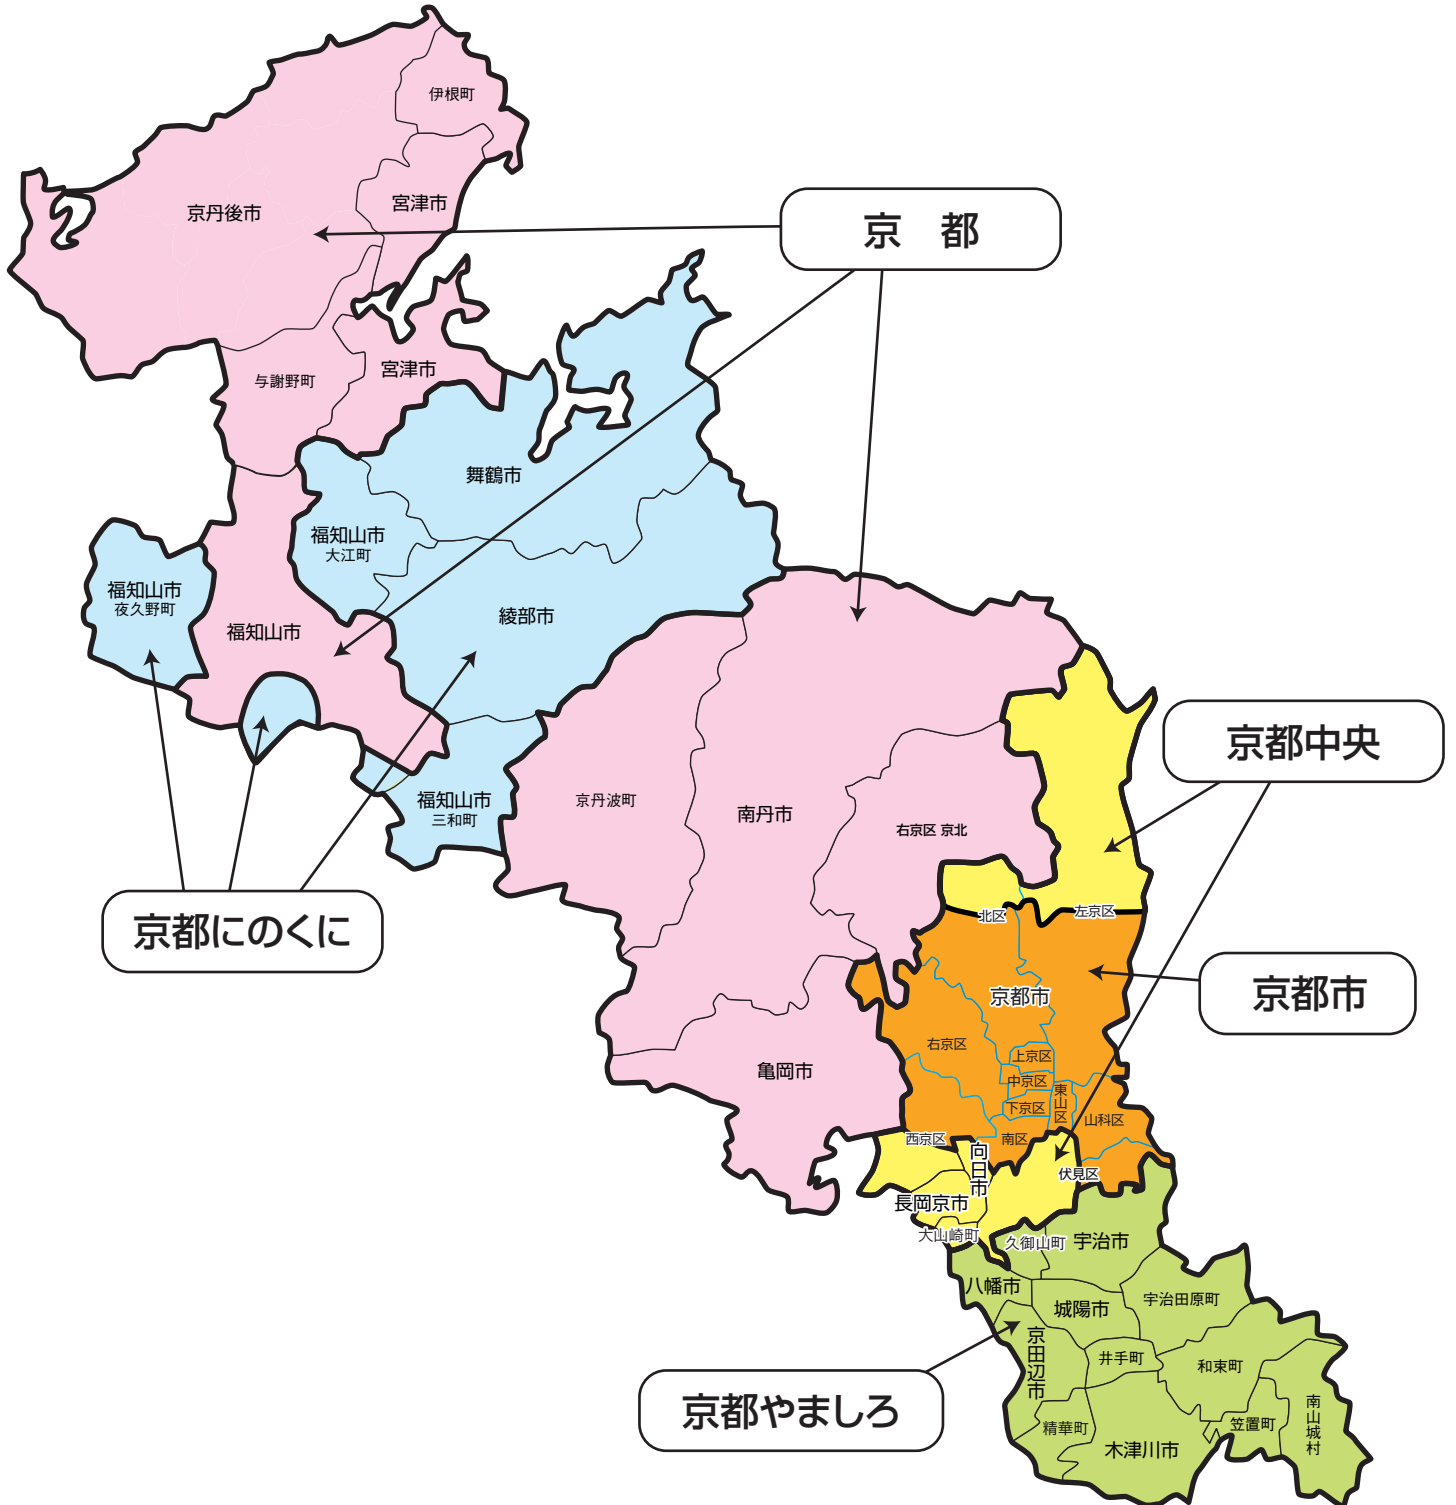 伊根町
宮津市
京丹後市
京 都
宮津市
与謝野町
舞鶴市
福知山市
大江町
福知山市
夜久野町
綾部市
福知山市
京都中央
福知山市
三和町
京丹波町
南丹市
右京区 京北
京都にのくに
北区
左京区
京都市
京都市
右京区
上京区
亀岡市
中京区
東山区
下京区
山科区
西京区
南区
向日市
伏見区
長岡京市
大山崎町
久御山町
宇治市
八幡市
城陽市
宇治田原町
京田辺市
井手町
和束町
京都やましろ
精華町
木津川市
笠置町
南山城村